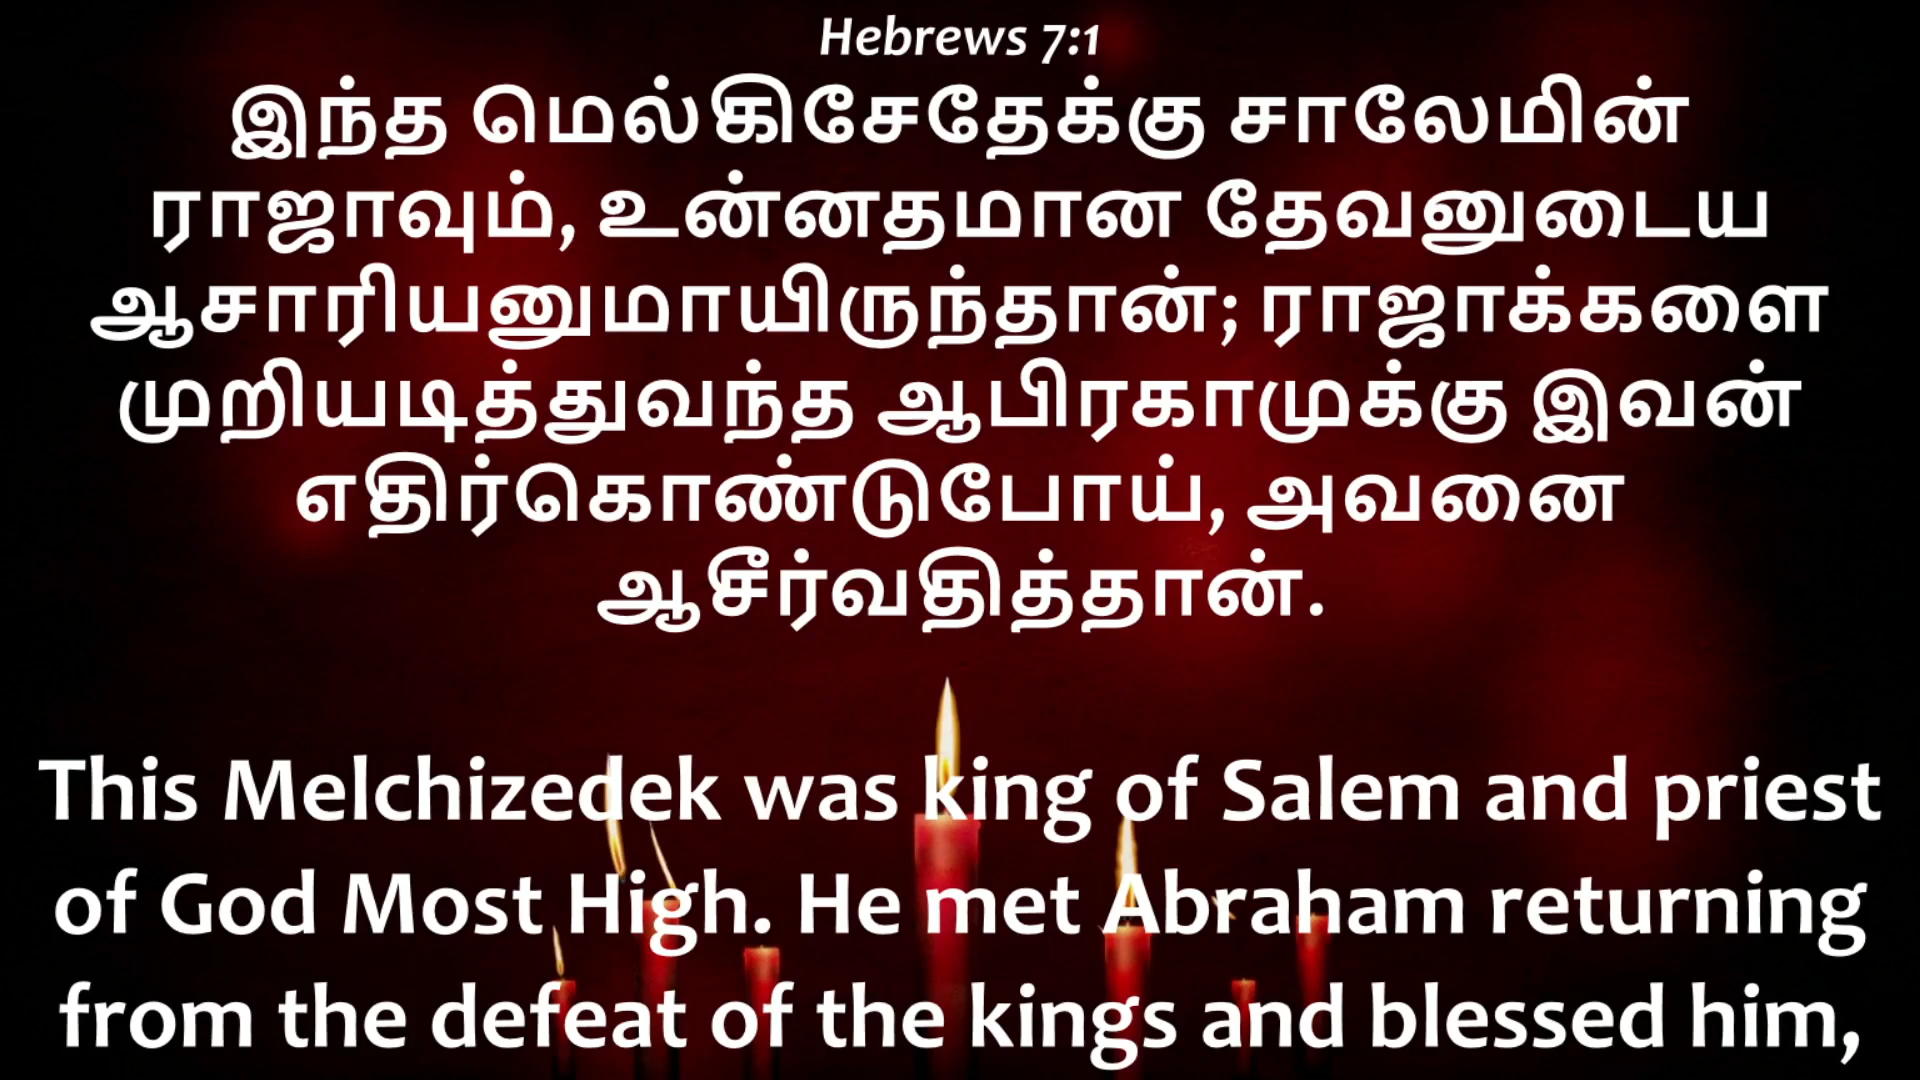 Hebrews 7:1
இந்த மெல்கிசேதேக்கு சாலேமின்
ராஜாவும், உன்னதமான தேவனுடைய
ஆசாரியனுமாயிருந்தான்; ராஜாக்களை
முறியடித்துவந்த ஆபிரகாமுக்கு இவன்
எதிர்கொண்டுபோய், அவனை
ஆசீர்வதித்தான்.
This Melchizedek was king of Salem and priest
of God Most High. He met Abraham returning
from the defeat of the kings and blessed him,